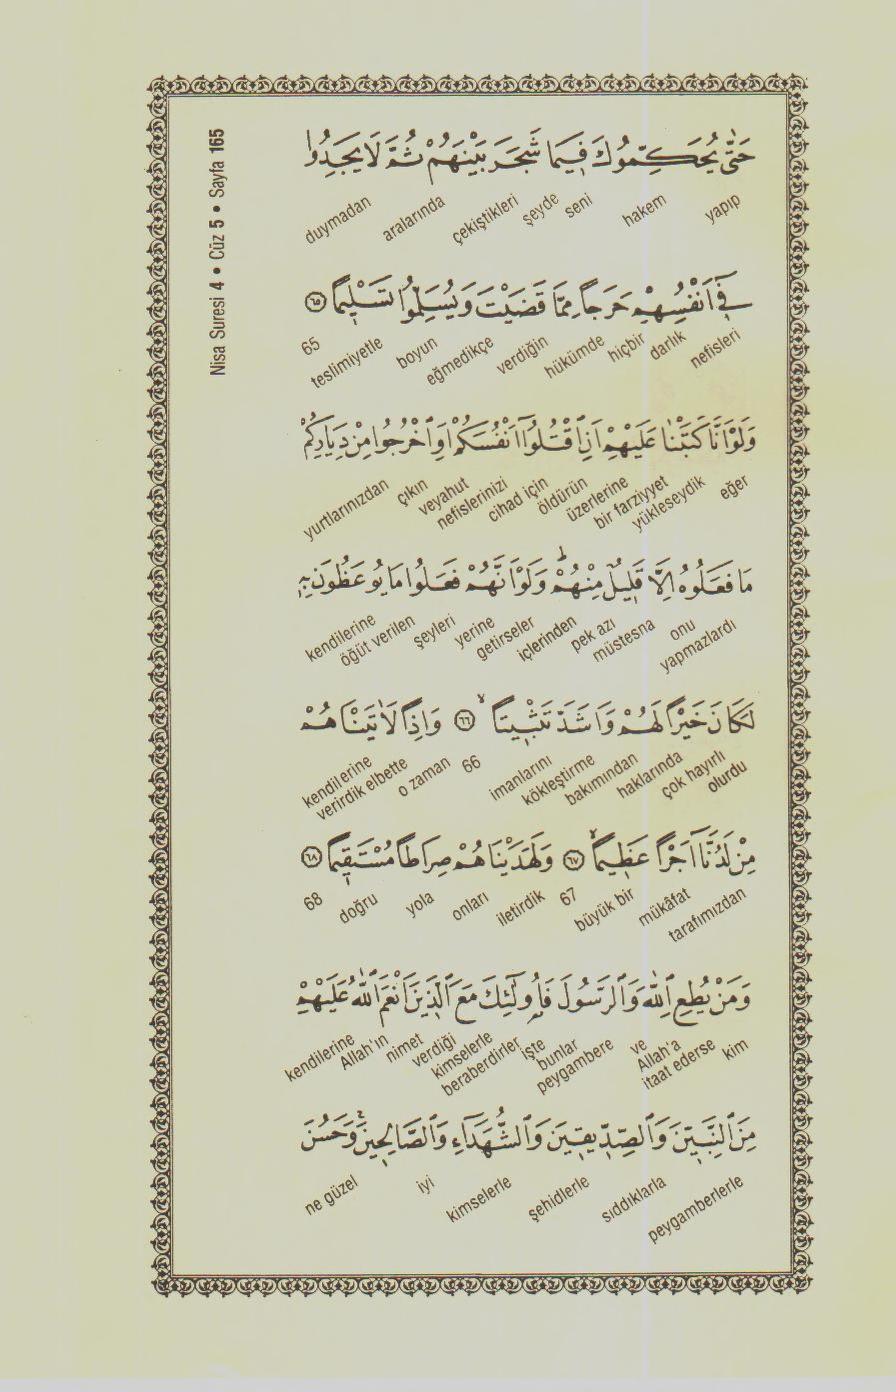 Nisa Suresi 4 • Cüz 5 • Sayfa 165
حَتّٰى يُحَكِّمُوكَ فِيمَا شَجَرَ بَيْنَهُمْ ثُمَّ لَا يَجِدُوا
yapıp hakem seni şeyde çekiştikleri aralarında duymadan
فِٓي اَنْفُسِهِمْ حَرَجًا مِمَّا قَضَيْتَ وَيُسَلِّمُوا تَسْلِيمًا ﴿٦٥﴾
nefisleri darlık hiçbir hükümde verdiğin eğmedikçe boyun teslimiyetle 65
وَلَوْ اَنَّا كَتَبْنَا عَلَيْهِمْ اَنِ اقْتُلُٓوا اَنْفُسَكُمْ اَوِ اخْرُجُوا مِنْ دِيَارِكُمْ
eğer yükleseydik bir farziyyet üzerlerine öldürün cihad için nefislerinizi veyahut çıkın yurtlarınızdan
مَا فَعَلُوهُ اِلَّا قَلِيلٌ مِنْهُمْ ط وَلَوْ اَنَّهُمْ فَعَلُوا مَا يُوعَظُونَ بِهِ
yapmazlardı onu müstesna pek azı içlerinden getirseler yerine şeyleri öğüt verilen kendilerine
لَكَانَ خَيْرًا لَهُمْ وَاَشَدَّ تَثْبِيتًا لا ﴿٦٦﴾ وَاِذًا لَاٰتَيْنَاهُمْ
olurdu çok hayırlı haklarında bakımından kökleştirme imanlarını 66 o zaman verirdik elbette kendilerine
مِنْ لَدُنَّٓا اَجْرًا عَظِيمًا لا ﴿٦٧﴾ وَلَهَدَيْنَاهُمْ صِرَاطًا مُسْتَقِيمًا ﴿٦٨﴾
tarafımızdan mükâfat büyük bir 67 iletirdik onları yola doğru 68
وَمَنْ يُطِعِ اللّٰهَ وَالرَّسُولَ فَاُو۬لٰٓئِكَ مَعَ الَّذِينَ اَنْعَمَ اللّٰهُ عَلَيْهِمْ
kim itaat ederse Allah'a ve peygambere bunlar işte beraberdirler kimselerle verdiği nimet Allah'ın kendilerine
مِنَ النَّبِيِّنَ وَالصِّدِّيقِينَ وَالشُّهَدَٓاءِ وَالصَّالِحِينَ ج وَحَسُنَ
peygamberlerle sıddıklarla şehidlerle kimselerle iyi ne güzel